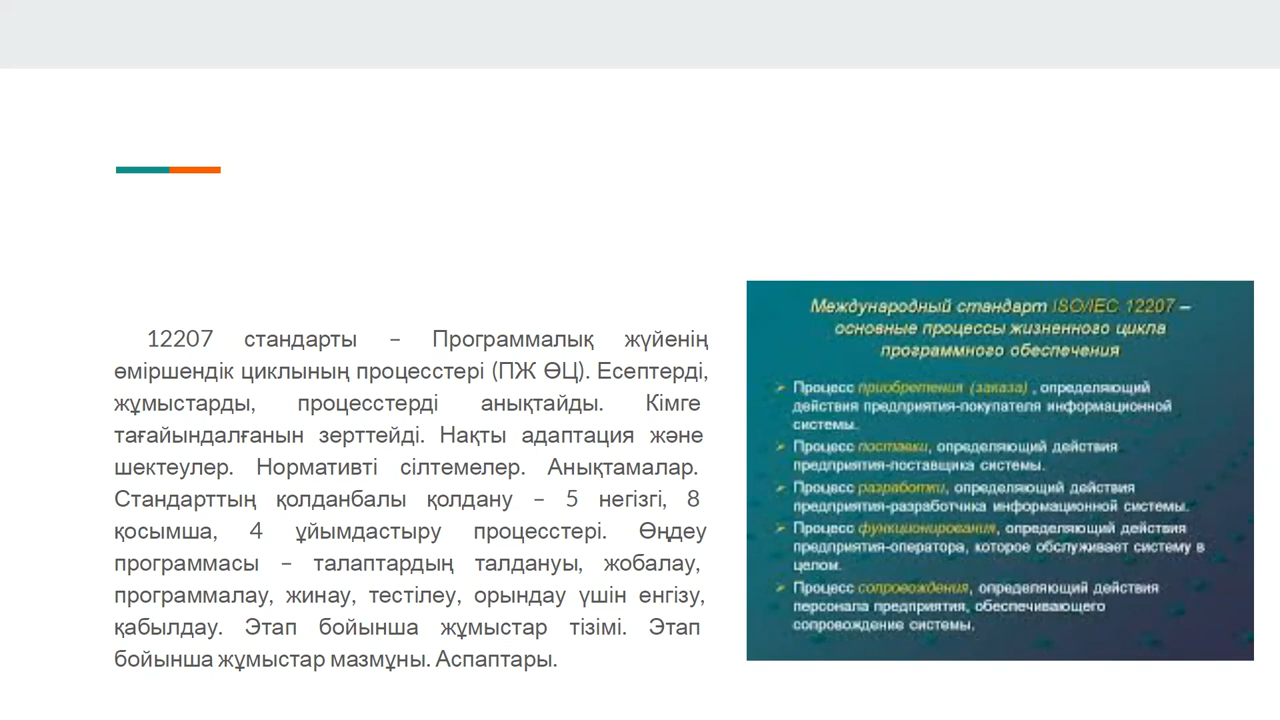 12207 стандарты – Программалық жүйенің
өміршендік циклының процесстері (ПЖ ӨЦ). Есептерді,
жұмыстарды, процесстерді анықтайды. Кімге
тағайындалғанын зерттейді. Нақты адаптация және
шектеулер. Нормативті сілтемелер. Анықтамалар.
Стандарттың қолданбалы қолдану – 5 негізгі, 8
қосымша, 4 ұйымдастыру процесстері. Өңдеу
программасы – талаптардың талдануы, жобалау,
программалау, жинау, тестілеу, орындау үшін енгізу,
қабылдау. Этап бойынша жұмыстар тізімі. Этап
бойынша жұмыстар мазмұны. Аспаптары.
Международный стандарт ISO/IEC 12207 –
основные процессы жизненного цикла
программного обеспечения
Процесс приобретения (заказа) , определяющий
действия предприятия-покупателя информационной
системы.
Процесс поставки, определяющий действия
предприятия-поставщика системы.
Процесс разработки, определяющий действия
предприятия-разработчика информационной системы.
Процесс функционирования, определяющий действия
предприятия-оператора, которое обслуживает систему в
целом.
Процесс сопровождения, определяющий действия
персонала предприятия, обеспечивающего
сопровождение системы.